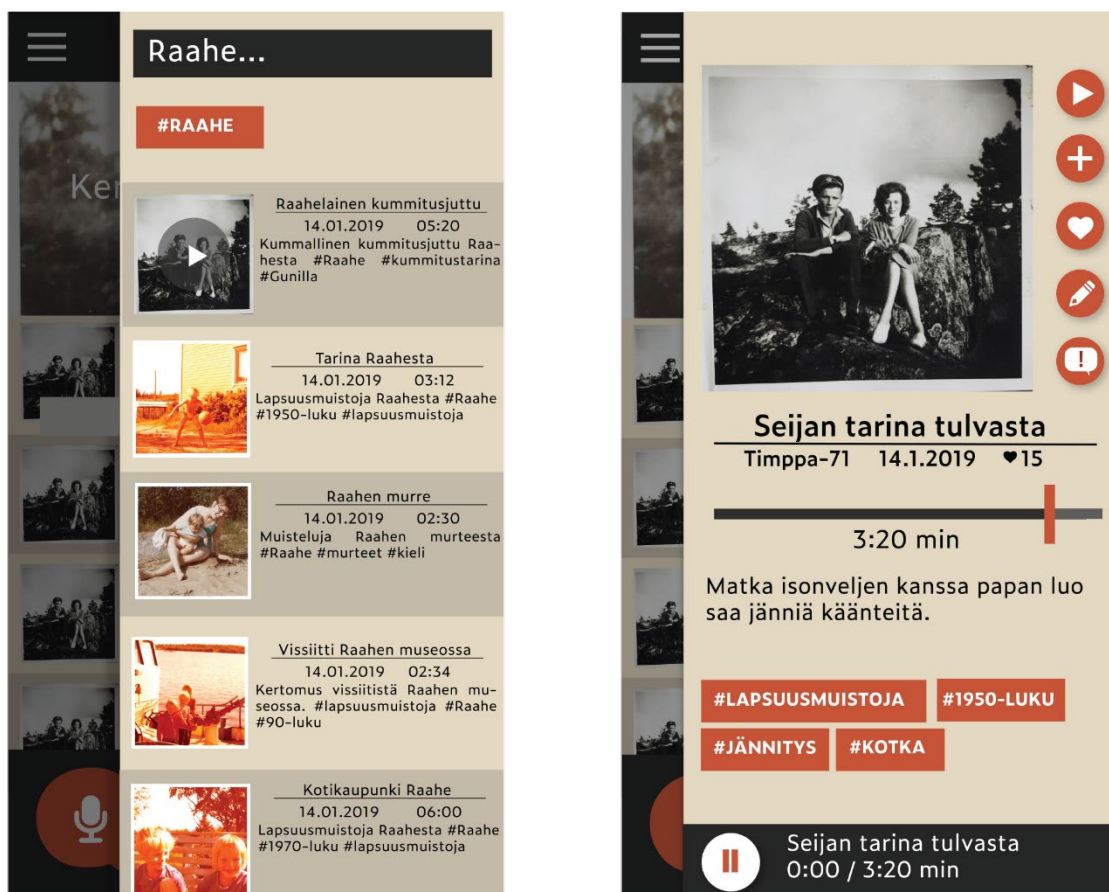 Raahe...
#RAAHE
Ker
Raahelainen kummitusjuttu
14.01.2019 05:20
Kummallinen kummitusjuttu Raa-
hesta #Raahe #kummitustarina
#Gunilla
Tarina Raahesta
14.01.2019 03:12
Lapsuusmuistoja Raahesta #Raahe
#1950-luku #lapsuusmuistoja
Raahen murre
14.01.2019 02:30
Muisteluja Raahen murteesta
#Raahe #murteet #kieli
Vissiitti Raahen museossa
14.01.2019 02:34
Kertomus vissiitistä Raahen mu-
seossa. #lapsuusmuistoja #Raahe
#90-luku
Kotikaupunki Raahe
14.01.2019 06:00
Lapsuusmuistoja Raahesta #Raahe
#1970-luku #lapsuusmuistoja
Seijan tarina tulvasta
Timppa-71 14.1.2019 ♥15
3:20 min
Matka isonveljen kanssa papan luo
saa jänniä käänteitä.
#LAPSUUSMUISTOJA #1950-LUKU
#JÄNNITYS #KOTKA
Seijan tarina tulvasta
0:00 / 3:20 min